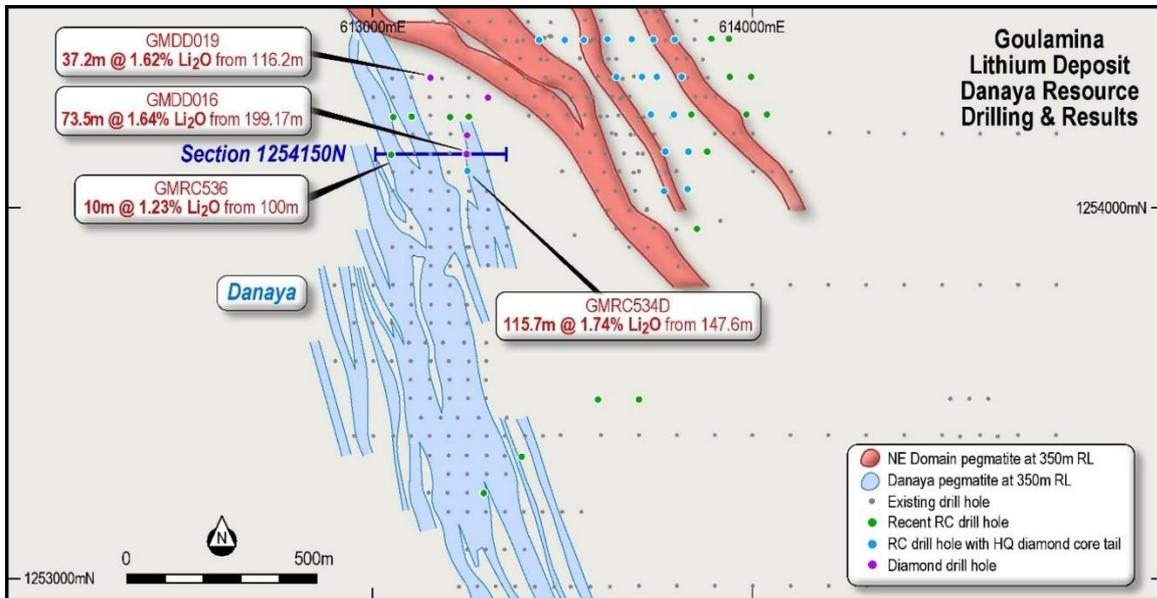 613000mE
614000mE
GMDD019
37.2m @ 1.62% Li2O from 116.2m
GMDD016
73.5m @ 1.64% Li2O from 199.17m
Section 1254150N
GMRC536
10m @ 1.23% Li2O from 100m
Goulamina
Lithium Deposit
Danaya Resource
Drilling & Results
1254000mN
Danaya
GMRC534D
115.7m @ 1.74% Li2O from 147.6m
NE Domain pegmatite at 350m RL
Danaya pegmatite at 350m RL
Existing drill hole
Recent RC drill hole
RC drill hole with HQ diamond core tail
Diamond drill hole
N
0
500m
1253000mN